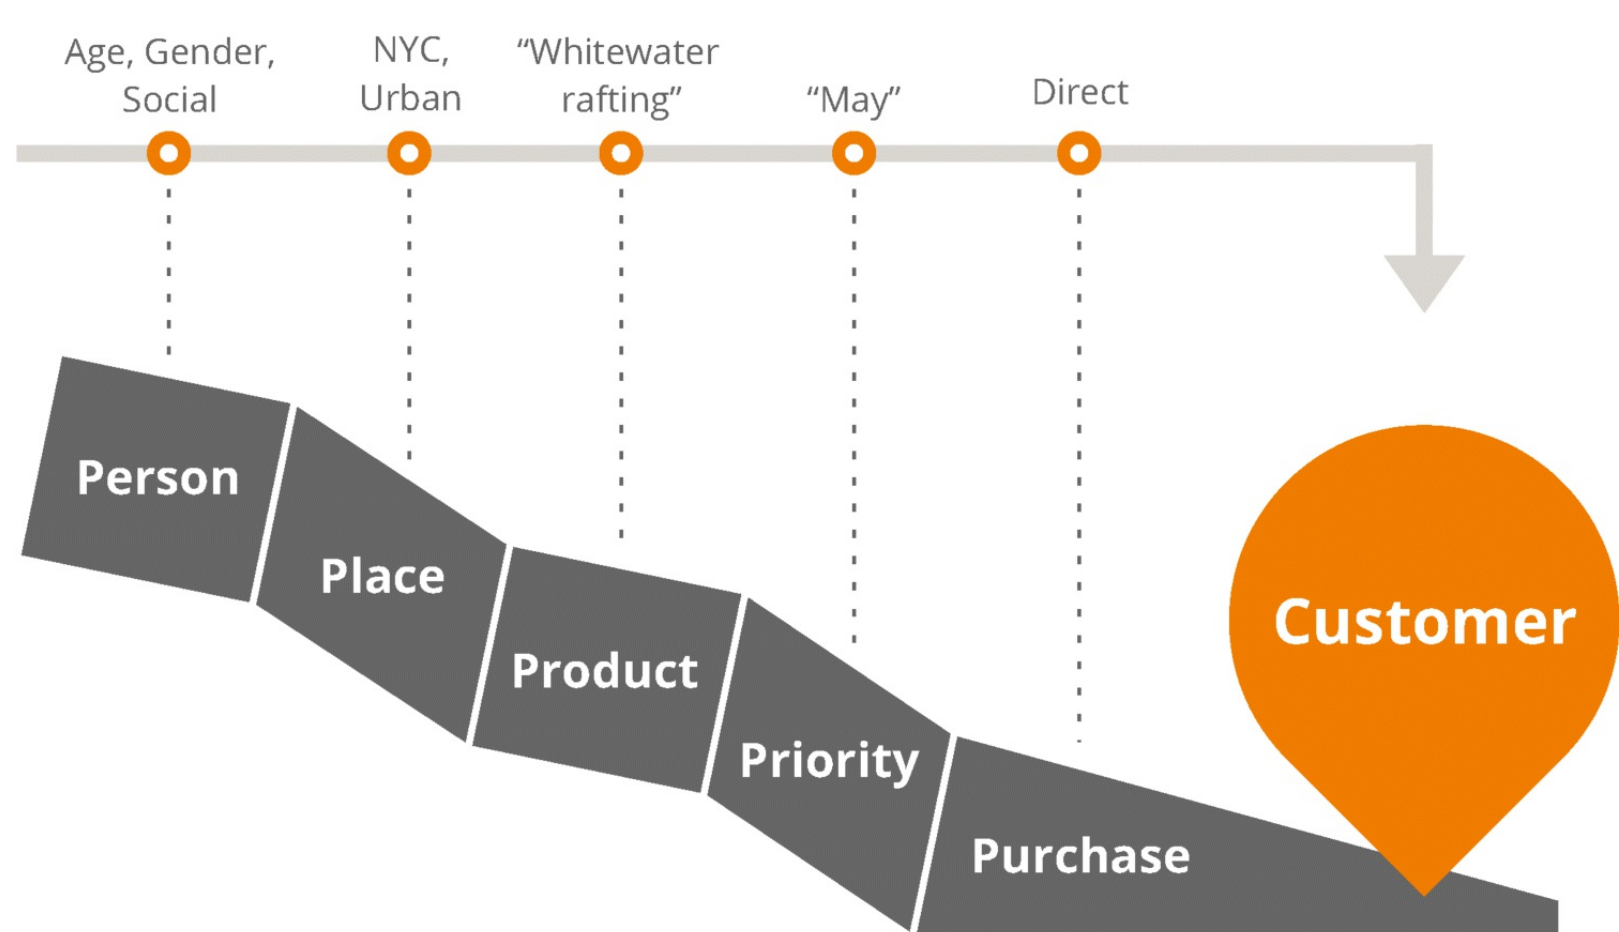 Age, Gender,
Social
NYC,
Urban
“Whitewater
rafting”
“May”
Direct
Person
Place
Product
Priority
Purchase
Customer